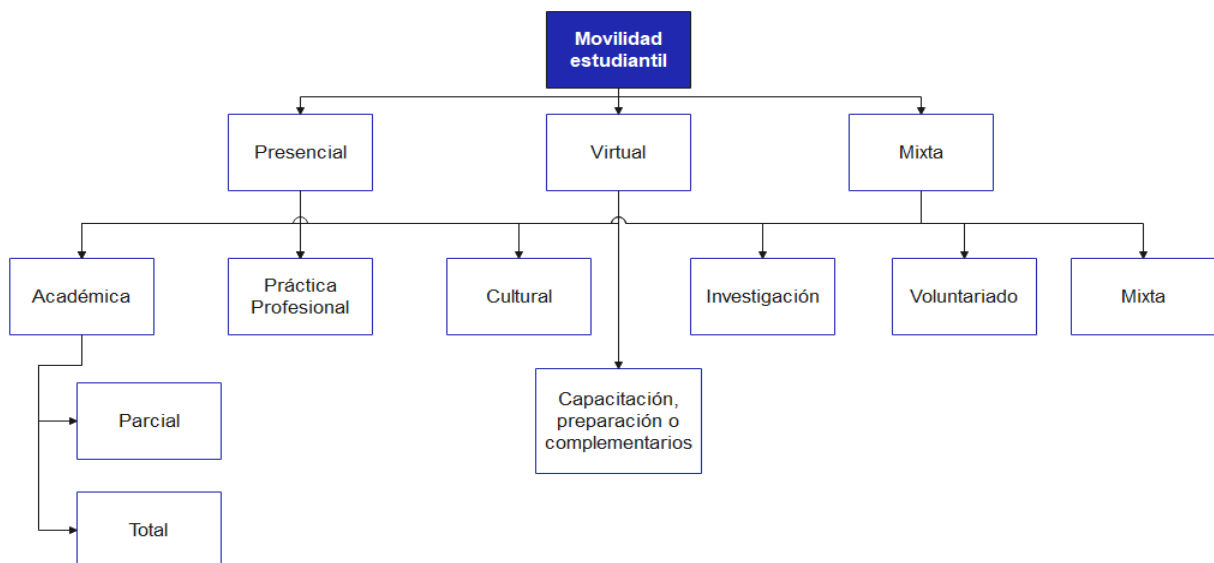 Movilidad
estudiantil
Presencial
Virtual
Mixta
Académica
Práctica
Profesional
Cultural
Investigación
Voluntariado
Mixta
Capacitación,
preparación o
complementarios
Parcial
Total